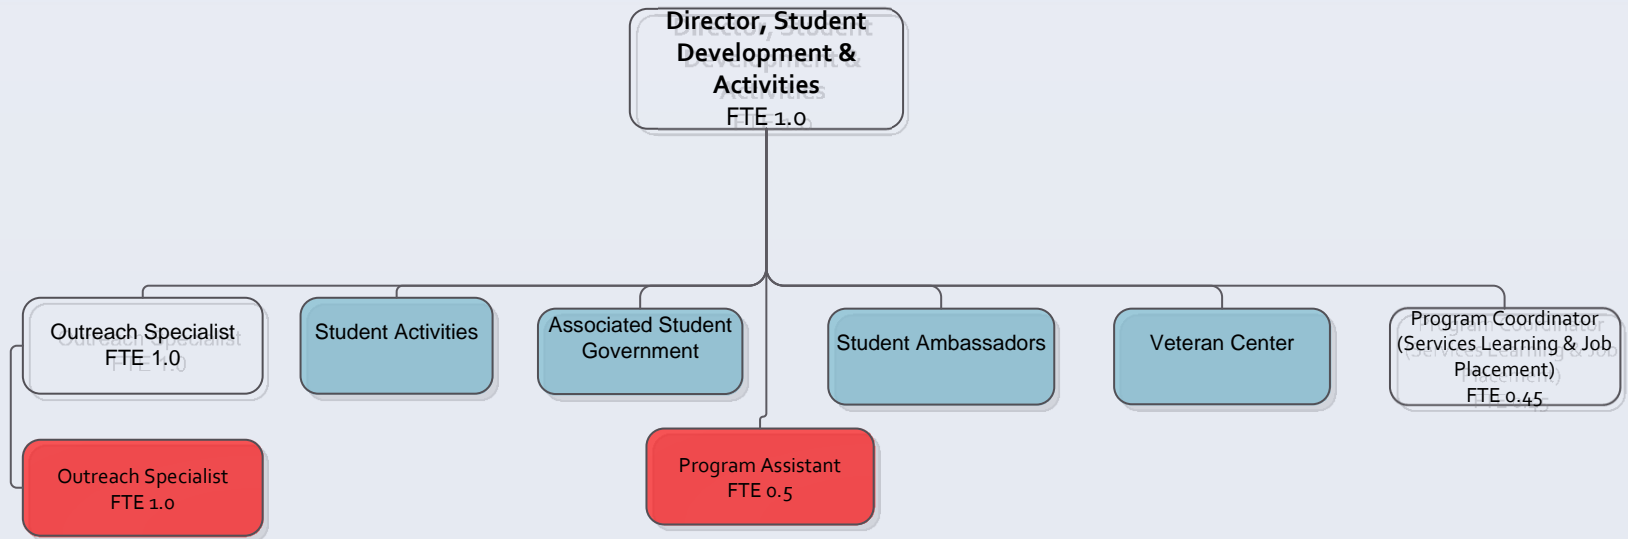 Director, Student
Development &
Activities
FTE 1.0
Outreach Specialist
FTE 1.0
Student Activities
Associated Student
Government
Student Ambassadors
Veteran Center
Program Coordinator
(Services Learning & Job
Placement)
FTE 0.45
Outreach Specialist
FTE 1.0
Program Assistant
FTE 0.5